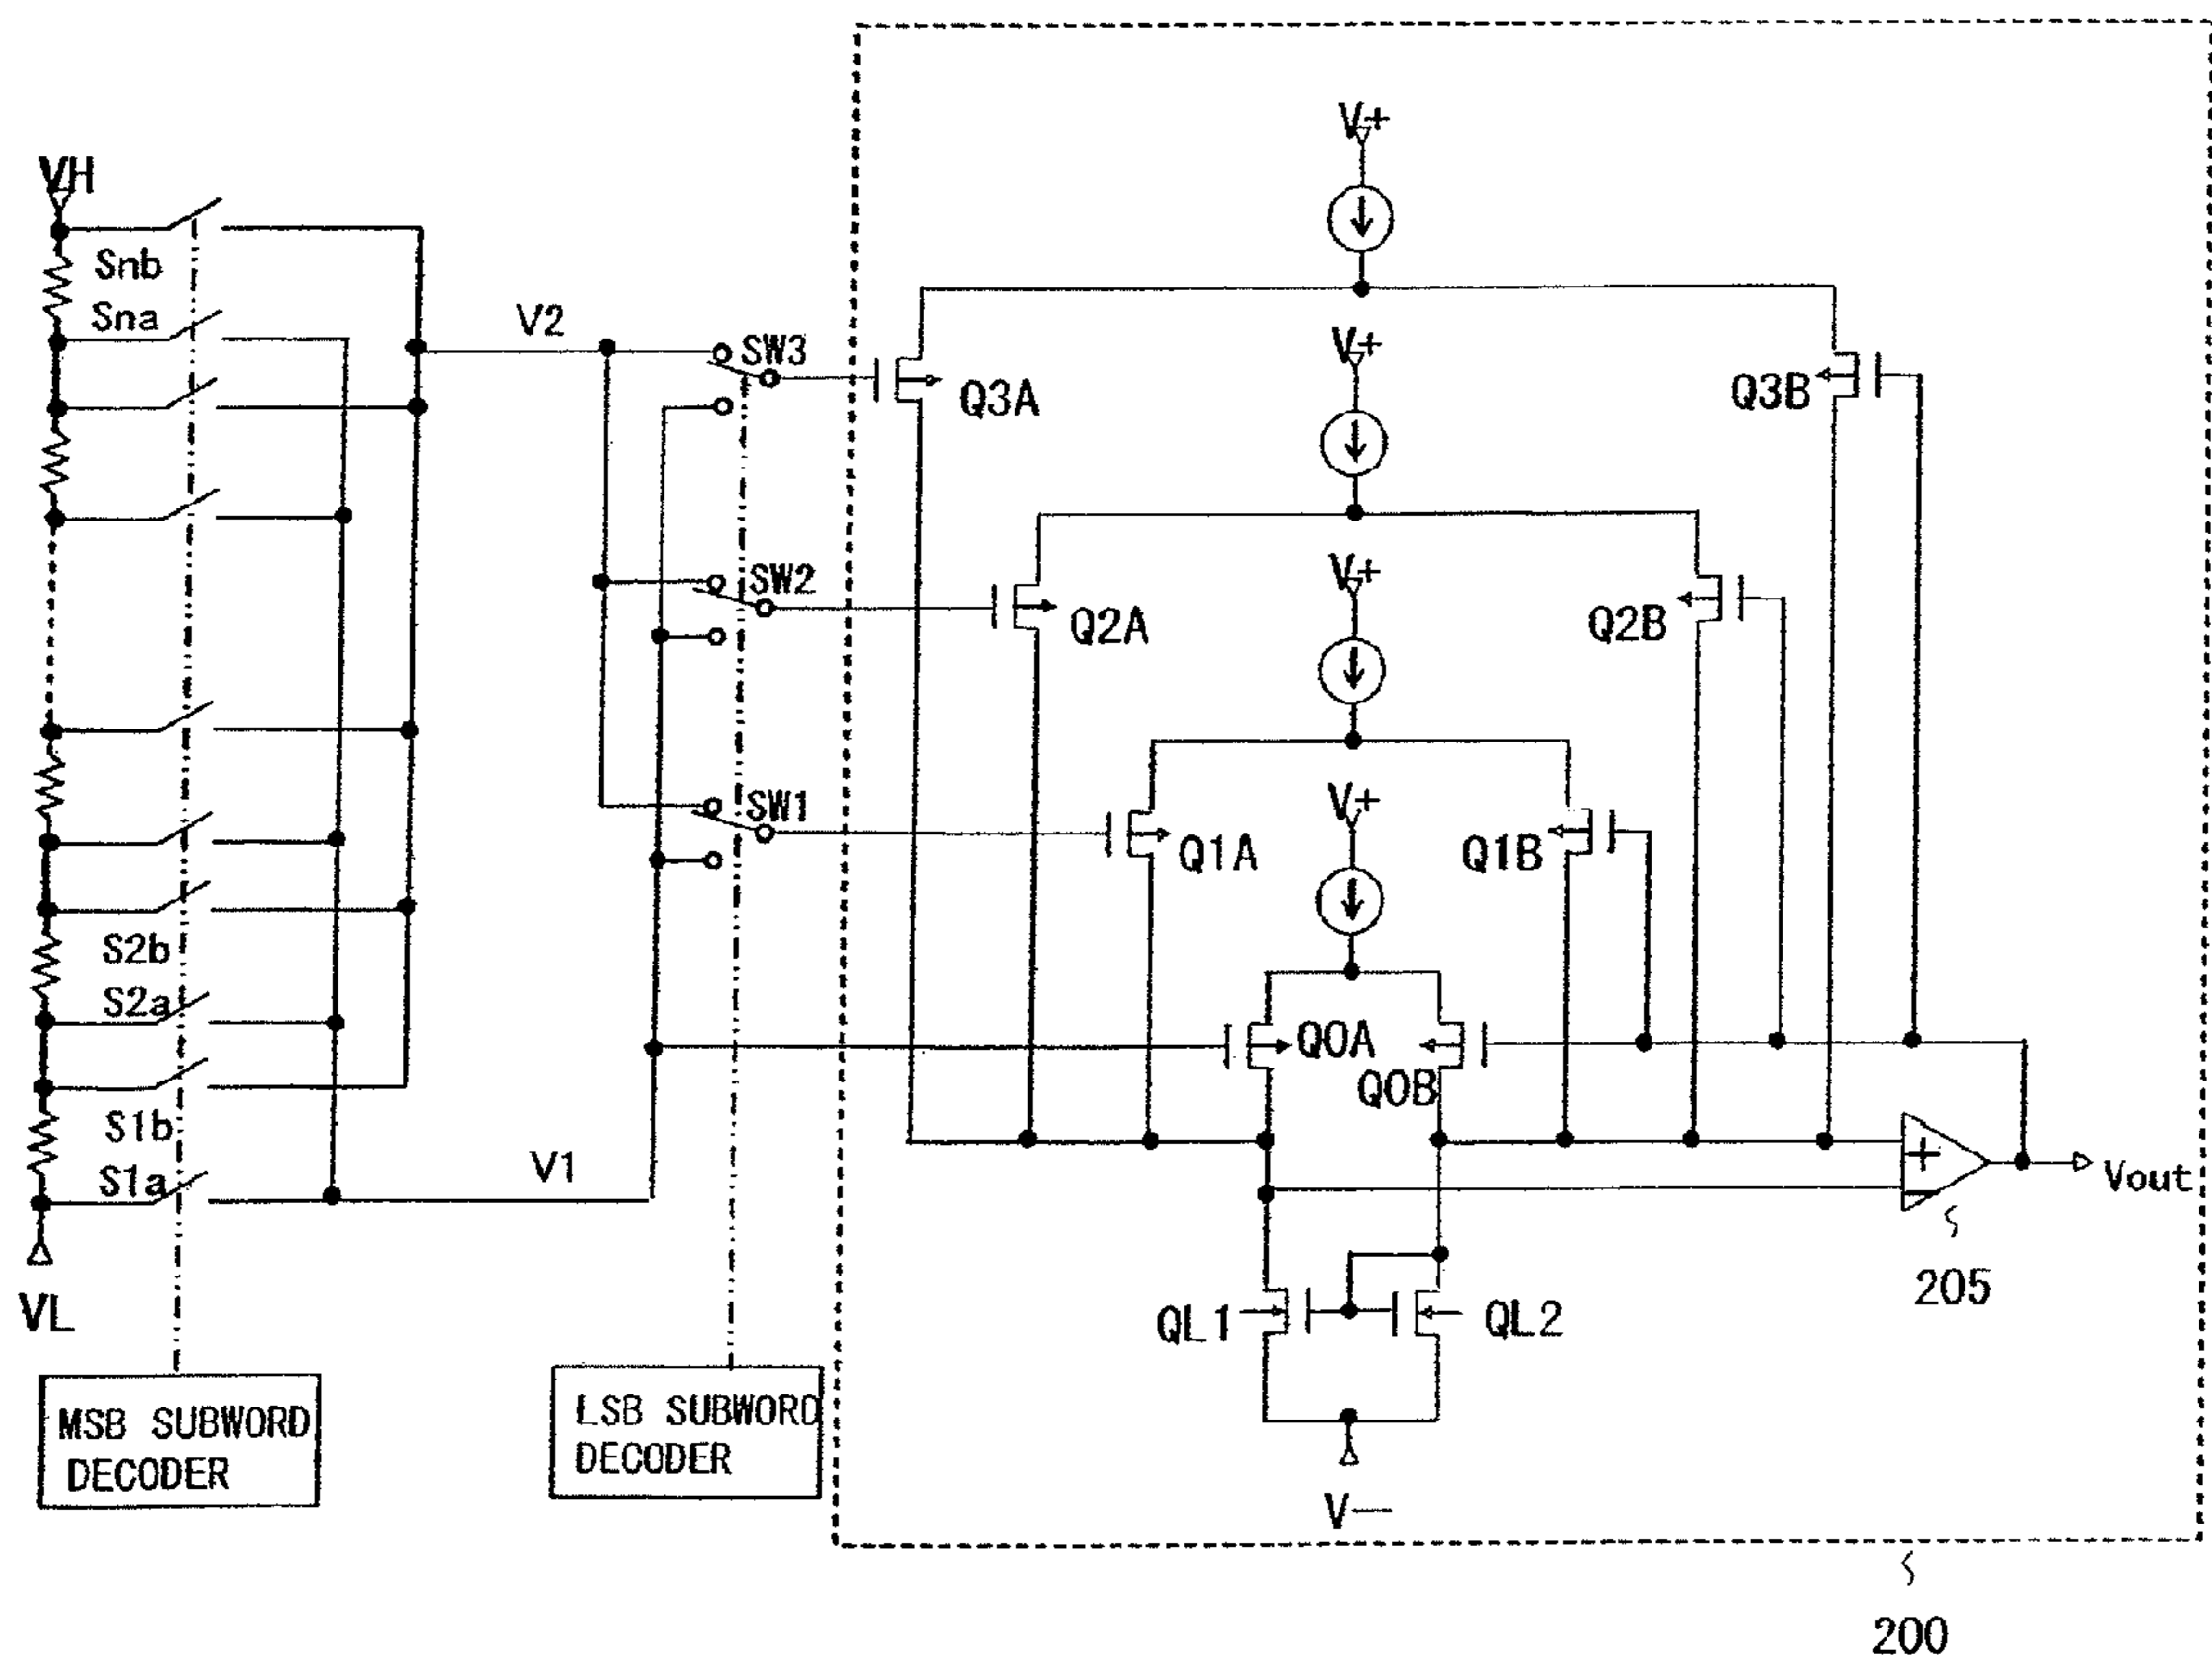 V+
VH
Snb
Sna
V2
SW3
Q3A
Q3B
V+
SW2
Q2A
Q2B
V+
SW1
Q1A
Q1B
V+
S2b
S2a
Q0A
Q0B
S1b
S1a
V1
+
−
Vout
205
VL
QL1
QL2
MSB SUBWORD
DECODER
LSB SUBWORD
DECODER
V−
200